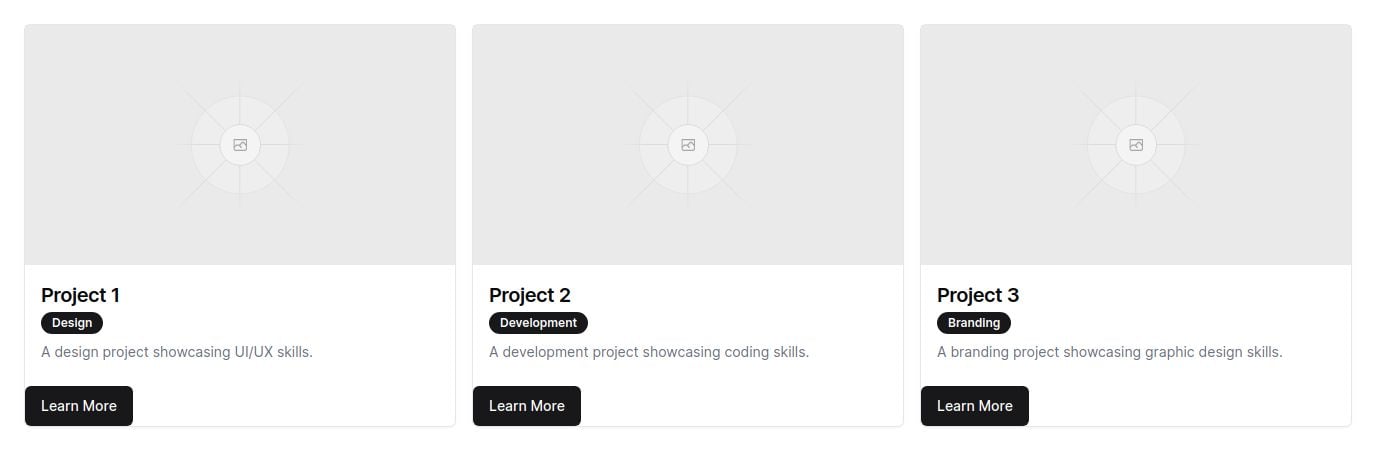 Project 1
Design
A design project showcasing UI/UX skills.
Learn More
Project 2
Development
A development project showcasing coding skills.
Learn More
Project 3
Branding
A branding project showcasing graphic design skills.
Learn More